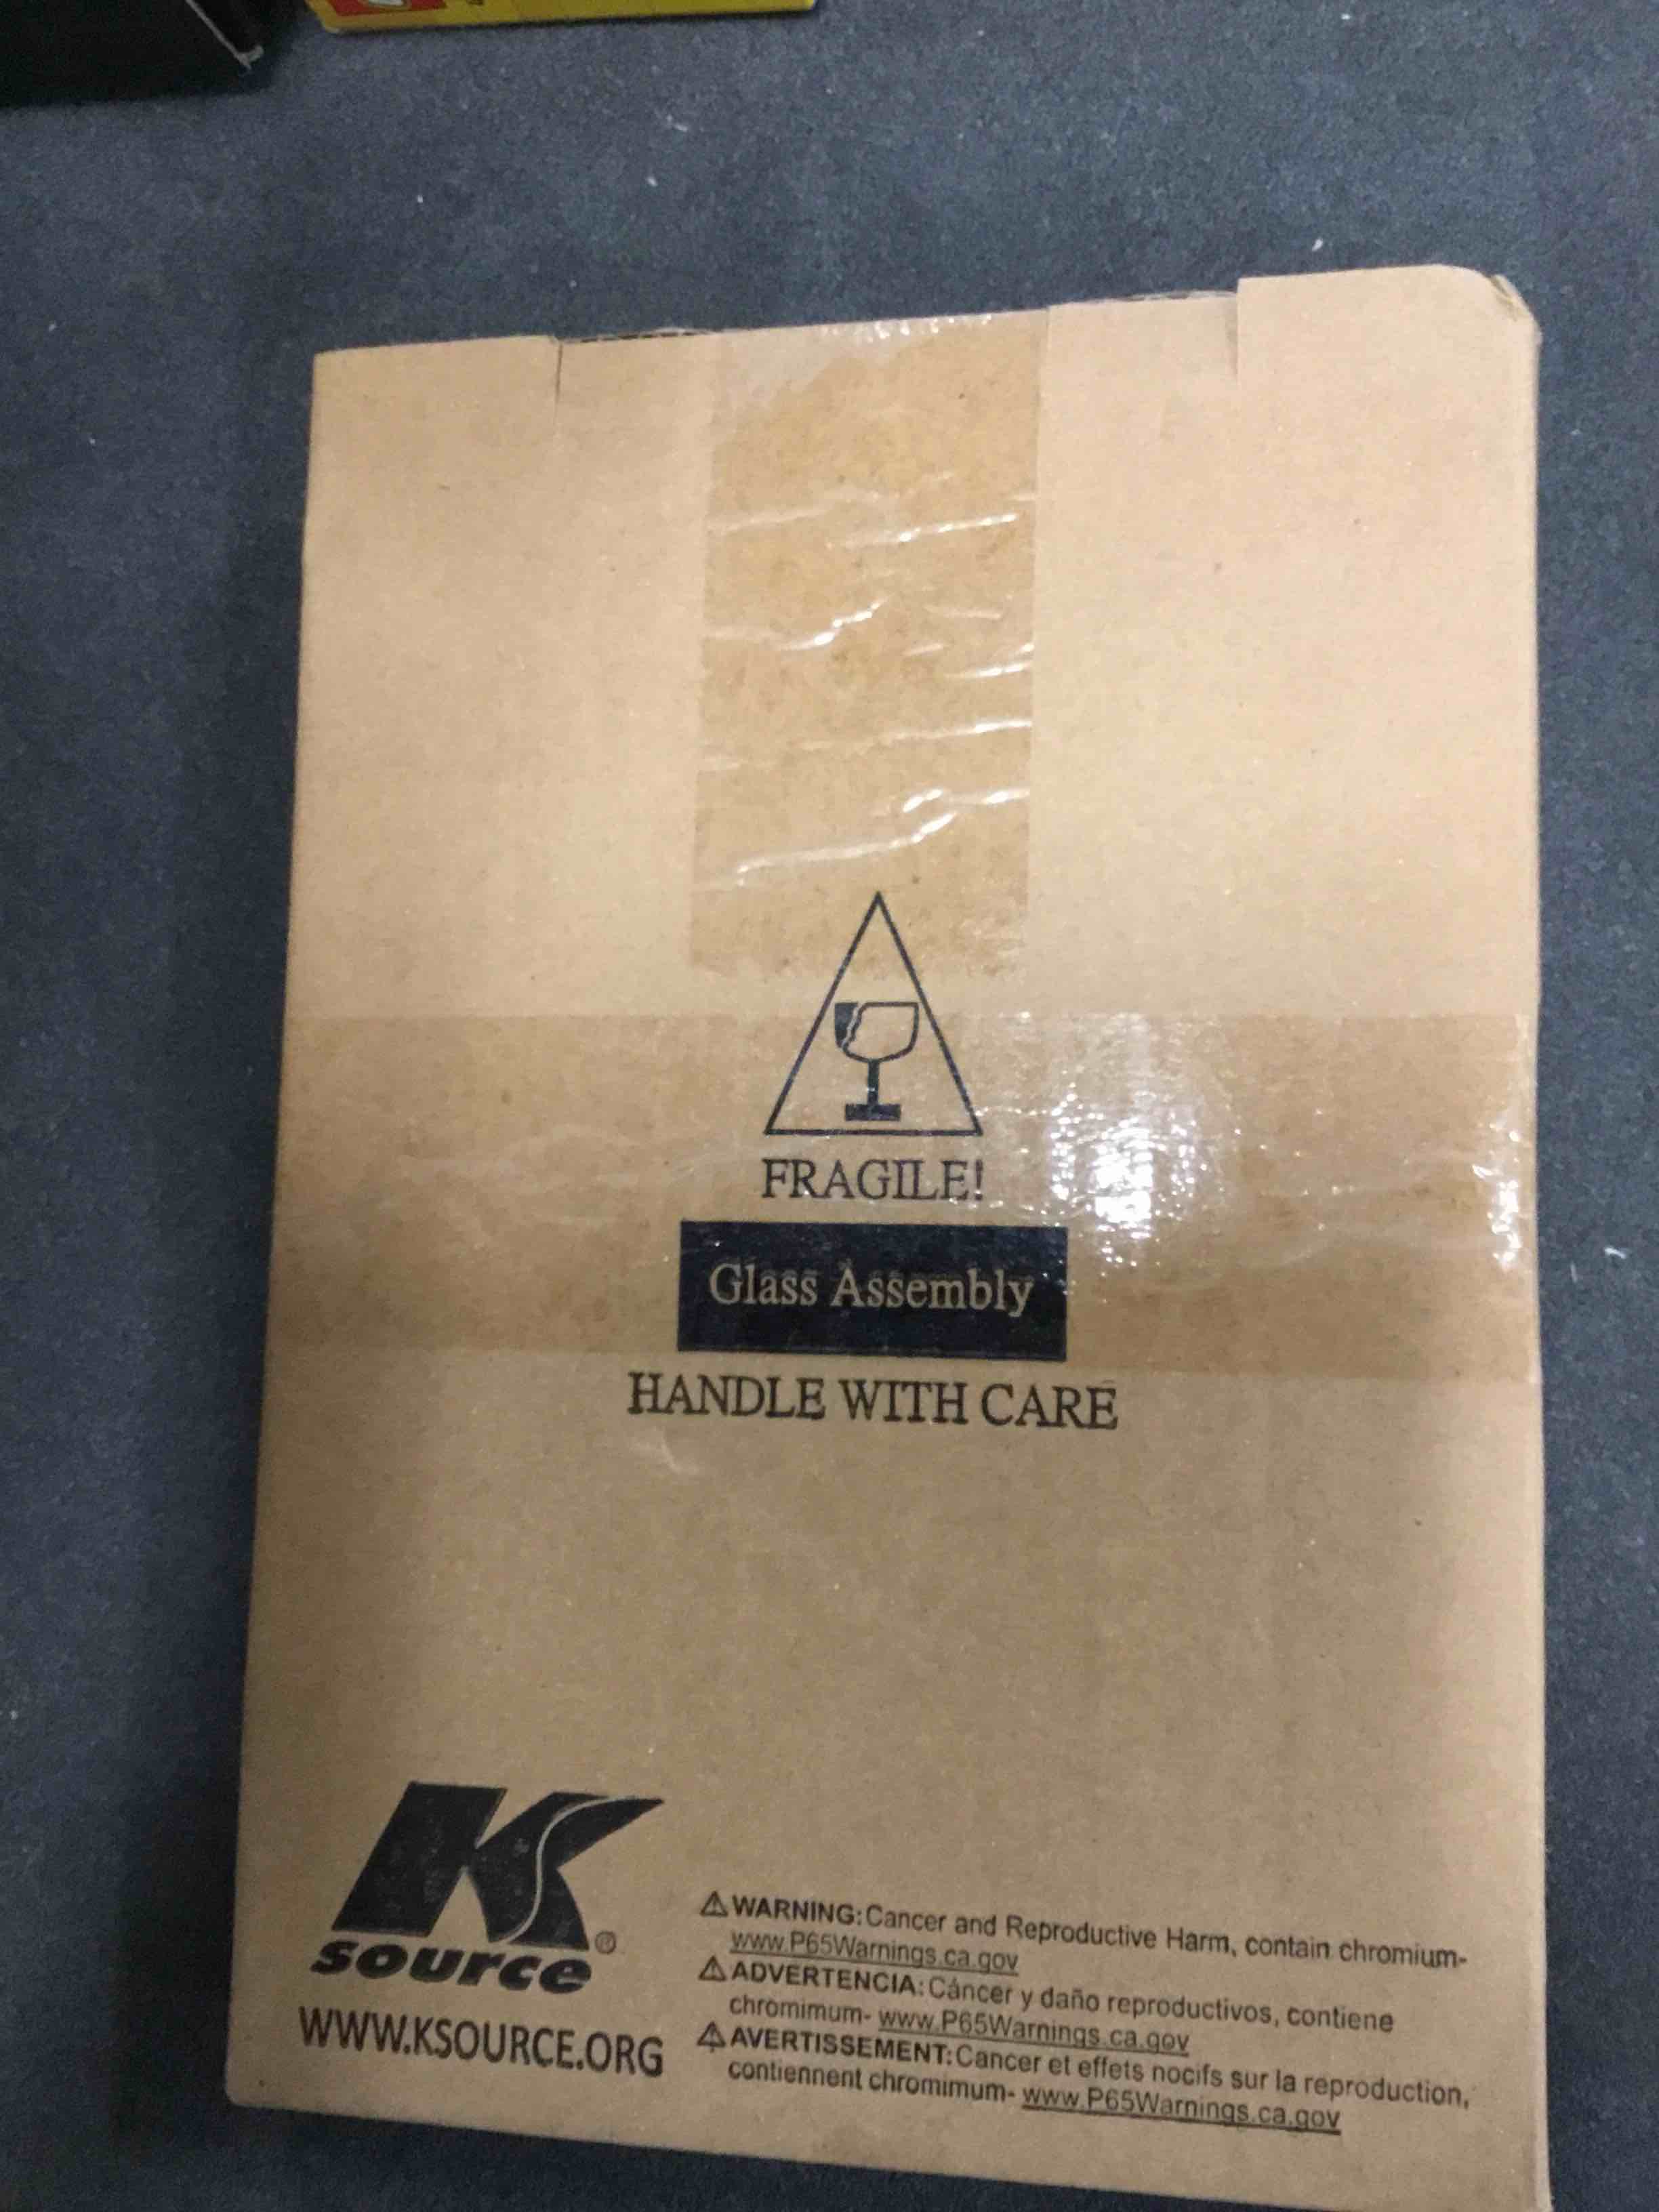 FRAGILE!
Glass Assembly
HANDLE WITH CARE
K
source®
WWW.KSOURCE.ORG
⚠WARNING:Cancer and Reproductive Harm, contain chromium-
www.P65Warnings.ca.gov
⚠ADVERTENCIA:Cáncer y daño reproductivos, contiene
chromimum- www.P65Warnings.ca.gov
⚠AVERTISSEMENT:Cancer et effets nocifs sur la reproduction,
contiennent chromimum- www.P65Warnings.ca.gov